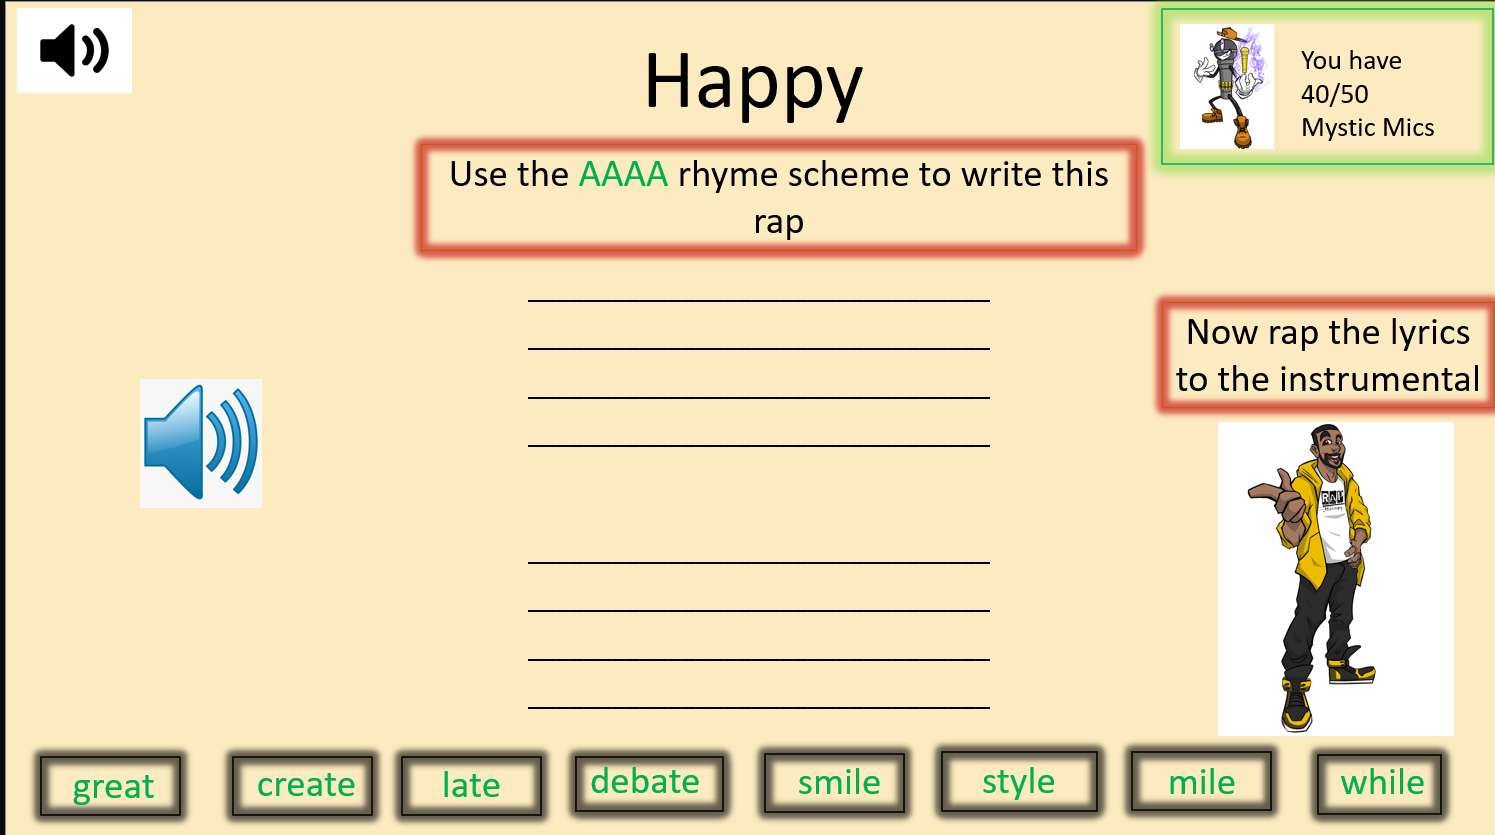 Happy
You have
40/50
Mystic Mics
Use the AAAA rhyme scheme to write this
rap
Now rap the lyrics
to the instrumental
RAP
great create late debate smile style mile while